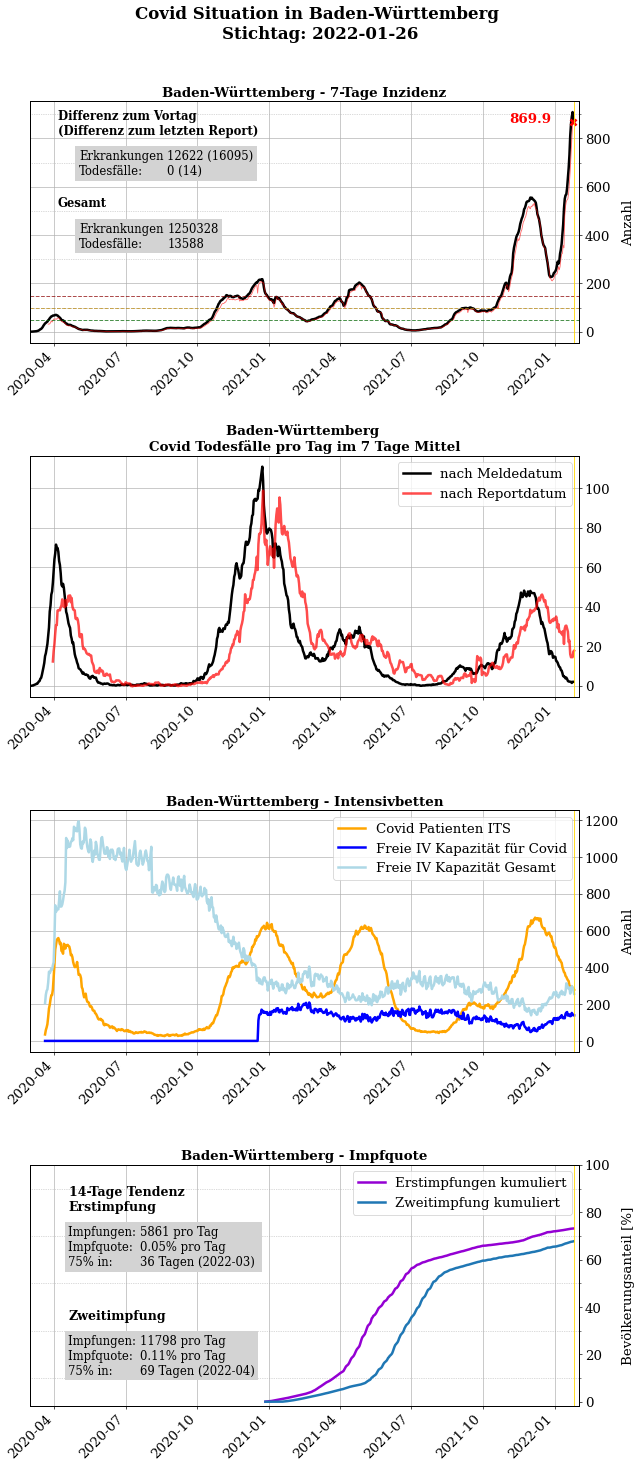 Covid Situation in Baden-Württemberg
Stichtag: 2022-01-26
Baden-Württemberg - 7-Tage Inzidenz
Differenz zum Vortag
(Differenz zum letzten Report)
Erkrankungen 12622 (16095)
Todesfälle: 0 (14)
Gesamt
Erkrankungen 1250328
Todesfälle: 13588
869.9
800
600
400
200
0
Anzahl
2020-04
2020-07
2020-10
2021-01
2021-04
2021-07
2021-10
2022-01
Baden-Württemberg
Covid Todesfälle pro Tag im 7 Tage Mittel
nach Meldedatum
nach Reportdatum
100
80
60
40
20
0
2020-04
2020-07
2020-10
2021-01
2021-04
2021-07
2021-10
2022-01
Baden-Württemberg - Intensivbetten
Covid Patienten ITS
Freie IV Kapazität für Covid
Freie IV Kapazität Gesamt
1200
1000
800
600
400
200
0
Anzahl
2020-04
2020-07
2020-10
2021-01
2021-04
2021-07
2021-10
2022-01
Baden-Württemberg - Impfquote
14-Tage Tendenz
Erstimpfung
Impfungen: 5861 pro Tag
Impfquote: 0.05% pro Tag
75% in: 36 Tagen (2022-03)
Zweitimpfung
Impfungen: 11798 pro Tag
Impfquote: 0.11% pro Tag
75% in: 69 Tagen (2022-04)
Erstimpfungen kumuliert
Zweitimpfung kumuliert
100
80
60
40
20
0
Bevölkerungsanteil [%]
2020-04
2020-07
2020-10
2021-01
2021-04
2021-07
2021-10
2022-01